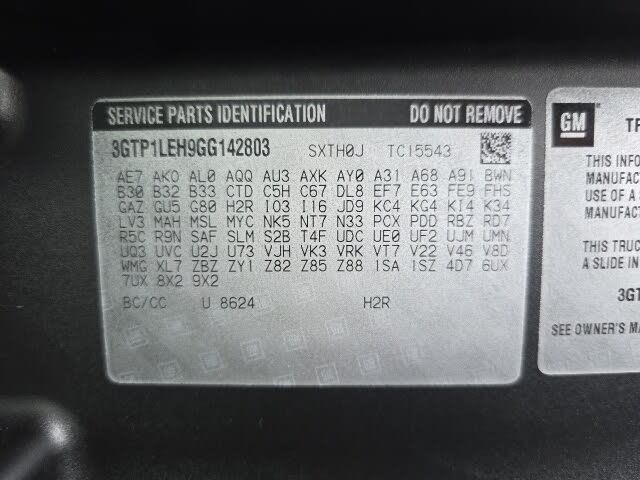 SERVICE PARTS IDENTIFICATION DO NOT REMOVE
3GTP1LEH9GG142803 SXTH0J TC15543
AE7 AKO AL0 AQQ AU3 AXK AY0 A31 A68 A91 BWN
B30 B32 B33 CTD C5H C67 DL8 EF7 E63 FE9 FHS
GAZ GU5 G80 H2R I03 I16 JD9 KC4 KG4 KI4 K34
LV3 MAH MSL MYC NK5 NT7 N33 PCX PDD RBZ RD7
R5C R9N SAF SLM S2B T4F UDC UE0 UF2 UJM UMN
UQ3 UVC U2J U73 VJH VK3 VRK VT7 V22 V46 V8D
WMG XL7 ZBZ ZY1 Z82 Z85 Z88 1SA 1SZ 4D7 6UX
7UX 8X2 9X2
BC/CC U 8624 H2R
GM
THIS INFO
MANUFAC
USE OF A S
MANUFACT
THIS TRUC
A SLIDE IN
3GT
SEE OWNER'S MA